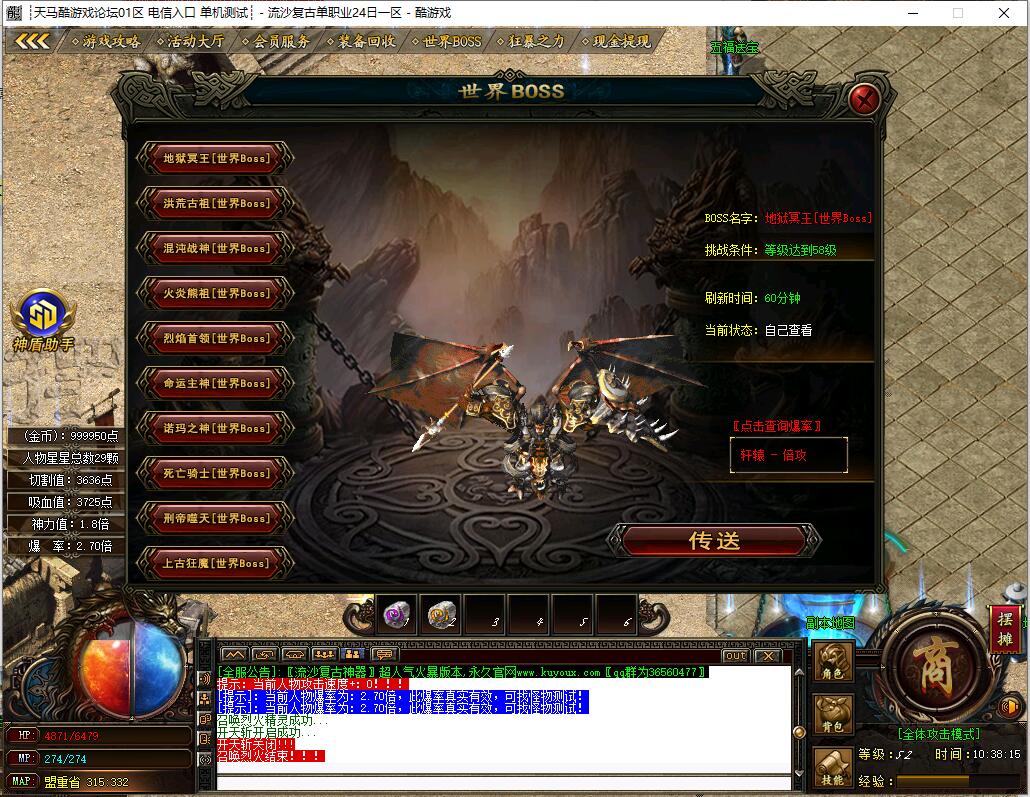 天马酷游戏论坛01区 电信入口 单机测试 - 流沙复古单职业24日一区 - 酷游戏
游戏攻略 活动大厅 会员服务 装备回收 世界BOSS 狂暴之力 现金提现
五福送宝
世界BOSS
地狱冥王[世界Boss]
洪荒古祖[世界Boss]
混沌战神[世界Boss]
火炎熊祖[世界Boss]
烈焰首领[世界Boss]
命运主神[世界Boss]
诺玛之神[世界Boss]
死亡骑士[世界Boss]
刑帝噬天[世界Boss]
上古狂魔[世界Boss]
BOSS名字：地狱冥王[世界Boss]
挑战条件：等级达到58级
刷新时间：60分钟
当前状态：自己查看
〖点击查询爆率〗
轩辕 - 倍攻
传送
神盾助手
(金币)：999950点
人物星星总数29颗
切割值：3636点
吸血值：3725点
神力值：1.8倍
爆 率：2.70倍
1 2 3 4 5 6
副本地图
摆摊
商
OUT X
[全服公告]：〖流沙复古神器〗超人气火暴版本,永久官网www.kuyoux.com〖qq群为36560477〗
提示：当前人物攻击速度+：0！！！
[提示]：当前人物爆率为：2.70倍，此爆率真实有效，可找怪物测试！
[提示]：当前人物爆率为：2.70倍，此爆率真实有效，可找怪物测试！
召唤烈火精灵成功...
开天斩开启成功...
开天斩关闭!!!
召唤烈火结束！！！
HP: 4871/6479
MP: 274/274
MAP: 盟重省 315:332
角色
背包
技能
[全体攻击模式]
等级：52 时间：10:38:15
经验：